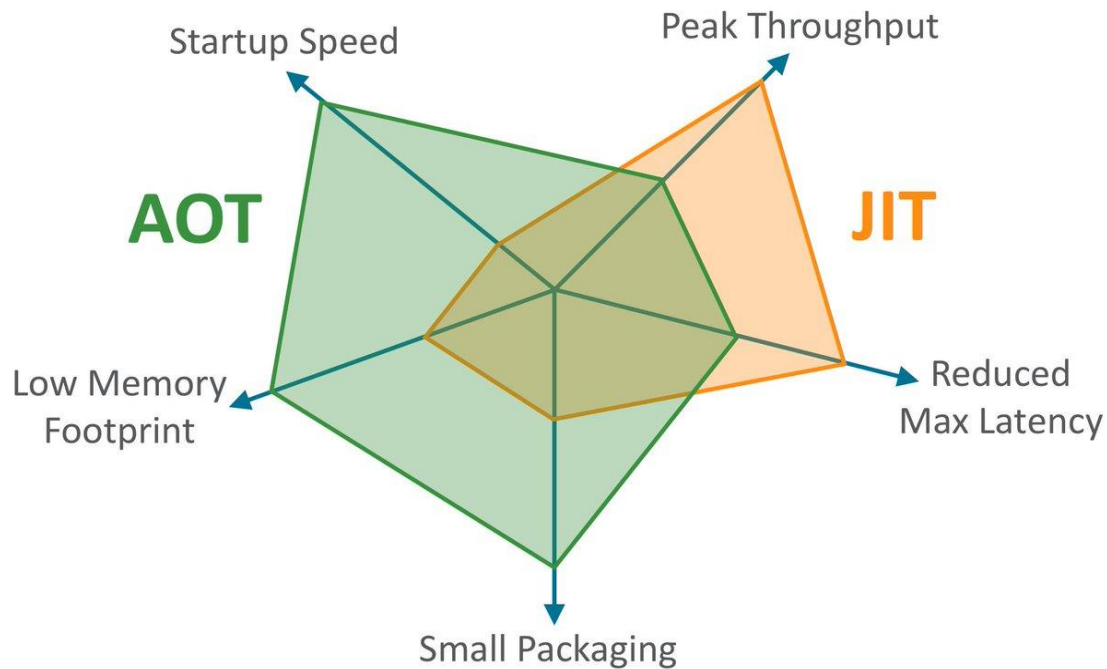 Startup Speed
Peak Throughput
AOT
JIT
Low Memory
Footprint
Reduced
Max Latency
Small Packaging